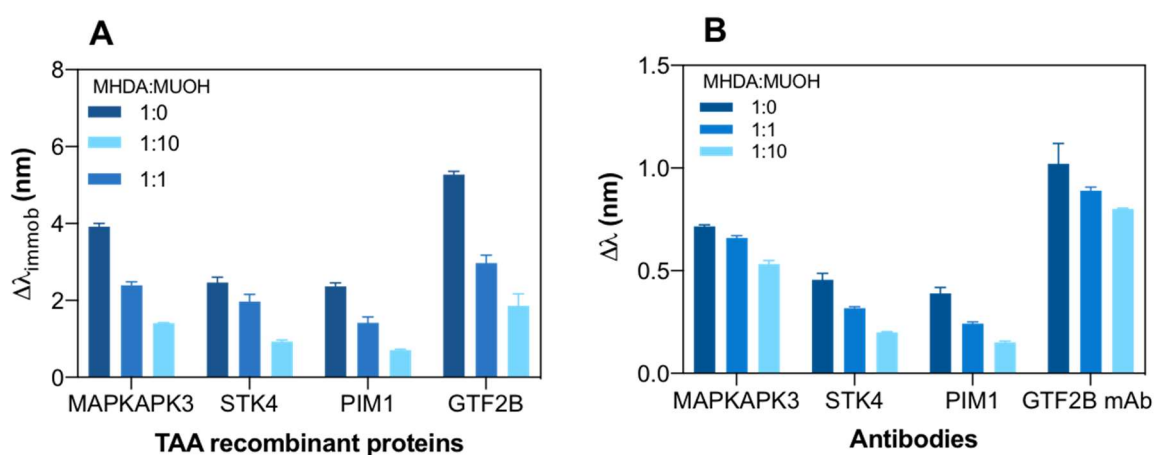 A
8
6
4
2
0
Δλimmob (nm)
MHDA:MUOH
1:0
1:10
1:1
MAPKAPK3 STK4 PIM1 GTF2B
TAA recombinant proteins
B
1.5
1.0
0.5
0.0
Δλ (nm)
MHDA:MUOH
1:0
1:1
1:10
MAPKAPK3 STK4 PIM1 GTF2B mAb
Antibodies